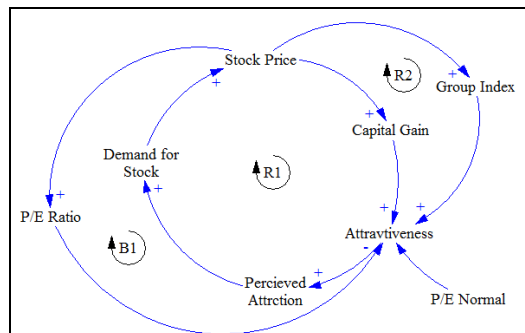 Stock Price
R2
+
Group Index
+
+
Capital Gain
Demand for
Stock
+
R1
+
P/E Ratio
B1
+
+
Attravtiveness
-
+
Percieved
Attrction
P/E Normal